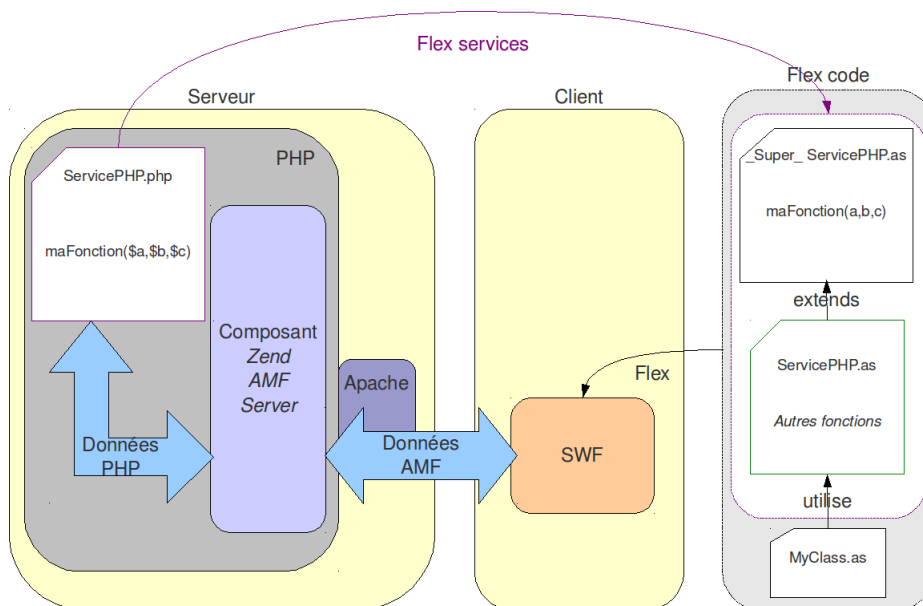 Flex services
Serveur
Client
Flex code
PHP
ServicePHP.php
maFonction($a,$b,$c)
Composant
Zend
AMF
Server
Apache
Données
PHP
Données
AMF
SWF
Flex
_Super_ ServicePHP.as
maFonction(a,b,c)
extends
ServicePHP.as
Autres fonctions
utilise
MyClass.as